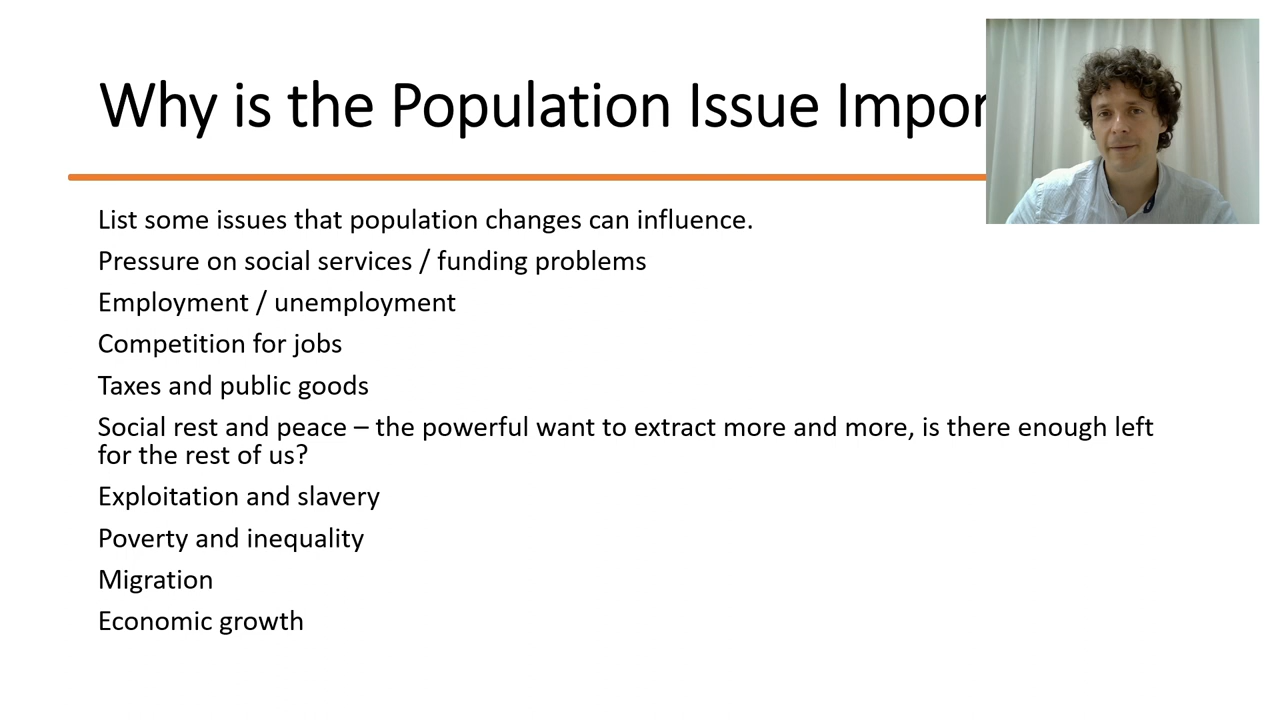 Why is the Population Issue
List some issues that population changes can influence.
Pressure on social services / funding problems
Employment / unemployment
Competition for jobs
Taxes and public goods
Social rest and peace – the powerful want to extract more and more, is there enough left
for the rest of us?
Exploitation and slavery
Poverty and inequality
Migration
Economic growth